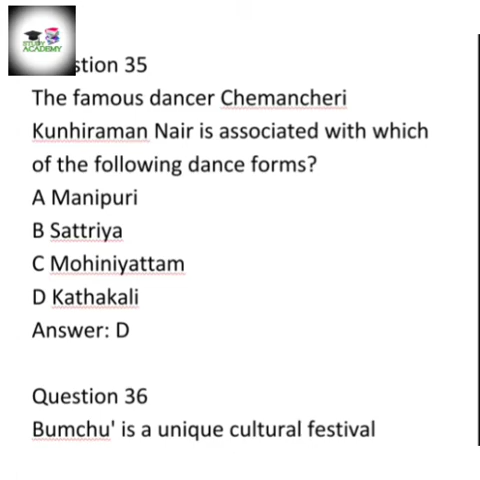 STUDY
ACADEMY
stion 35
The famous dancer Chemancheri
Kunhiraman Nair is associated with which
of the following dance forms?
A Manipuri
B Sattriya
C Mohiniyattam
D Kathakali
Answer: D
Question 36
Bumchu' is a unique cultural festival